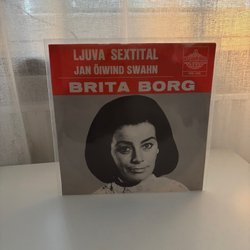 LJUVA SEXTITAL
JAN ÖIWIND SWAHN
BRITA BORG